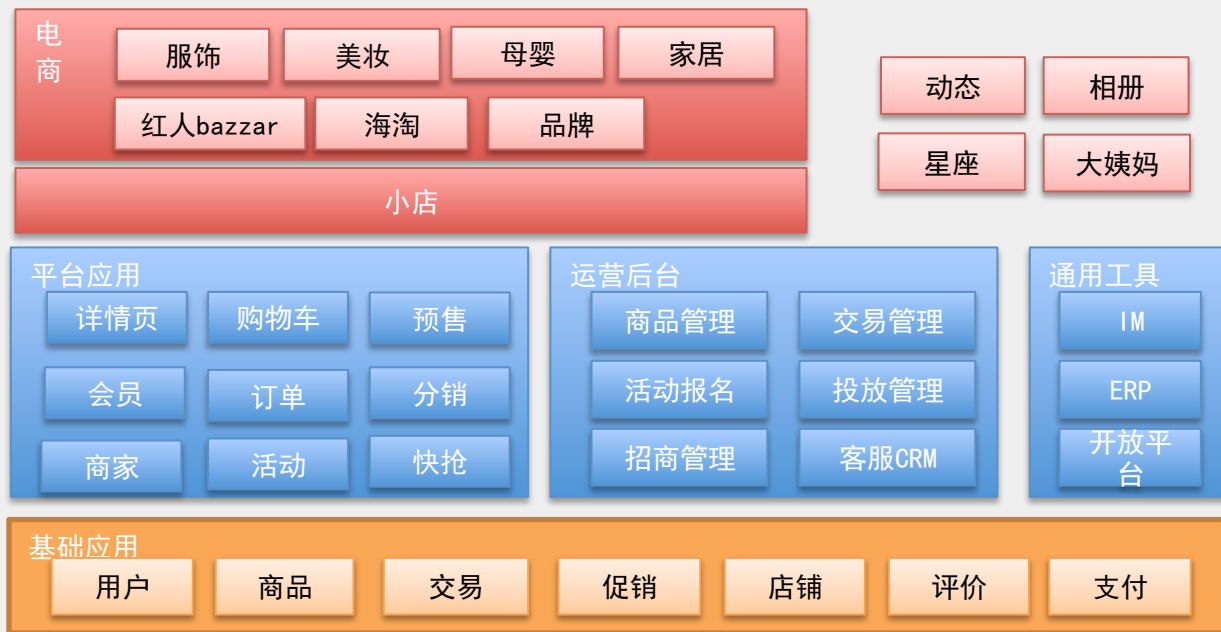 电
商
服饰
美妆
母婴
家居
红人bazzar
海淘
品牌
动态
相册
星座
大姨妈
小店
平台应用
详情页
购物车
预售
会员
订单
分销
商家
活动
快抢
运营后台
商品管理
交易管理
活动报名
投放管理
招商管理
客服CRM
通用工具
IM
ERP
开放平
台
基础应用
用户
商品
交易
促销
店铺
评价
支付